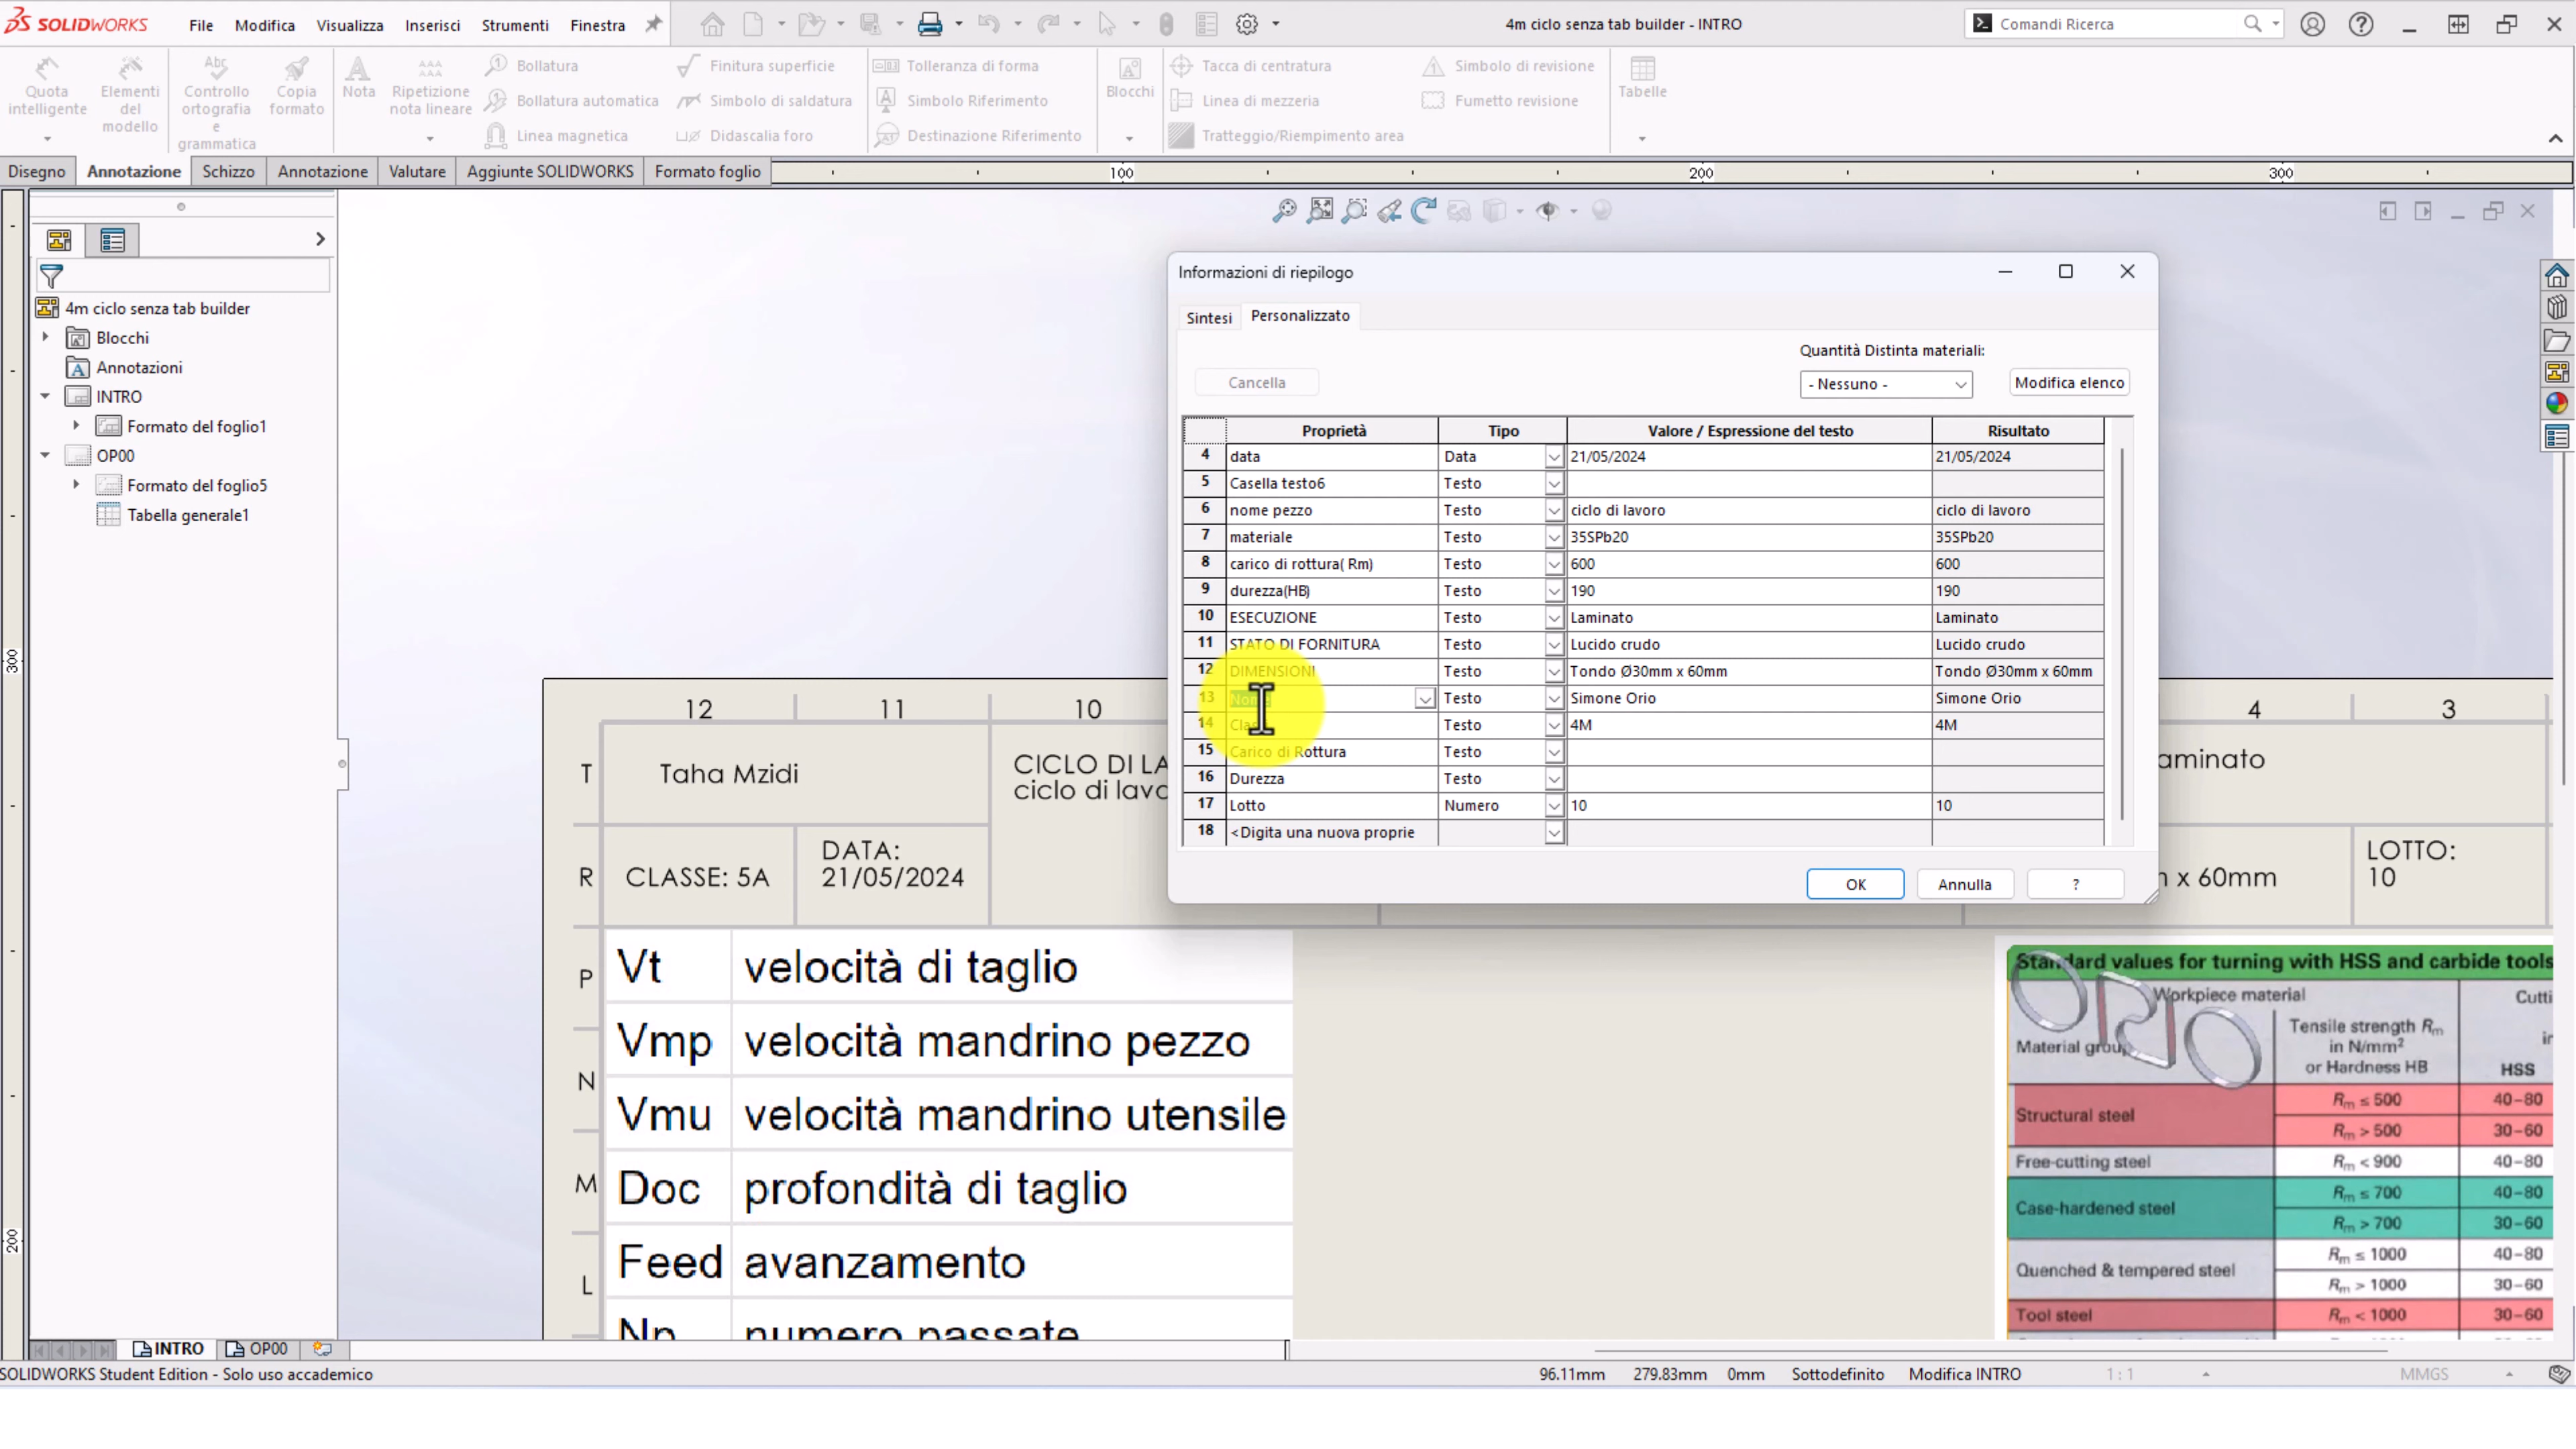 SOLIDWORKS
File Modifica Visualizza Inserisci Strumenti Finestra
4m ciclo senza tab builder - INTRO
Comandi Ricerca
Quota intelligente
Elementi del modello
Controllo ortografia e grammatica
Copia formato
Nota
Ripetizione nota lineare
Bollatura
Bollatura automatica
Linea magnetica
Finitura superficie
Simbolo di saldatura
Didascalia foro
Tolleranza di forma
Simbolo Riferimento
Destinazione Riferimento
Blocchi
Tacca di centratura
Linea di mezzeria
Tratteggio/Riempimento area
Simbolo di revisione
Fumetto revisione
Tabelle
Disegno Annotazione Schizzo Annotazione Valutare Aggiunte SOLIDWORKS Formato foglio
100 200 300
4m ciclo senza tab builder
Blocchi
Annotazioni
INTRO
Formato del foglio1
OP00
Formato del foglio5
Tabella generale1
300
200
Informazioni di riepilogo
Sintesi Personalizzato
Quantità Distinta materiali:
Cancella
- Nessuno -
Modifica elenco
Proprietà Tipo Valore / Espressione del testo Risultato
4 data Data 21/05/2024 21/05/2024
5 Casella testo6 Testo
6 nome pezzo Testo ciclo di lavoro ciclo di lavoro
7 materiale Testo 35SPb20 35SPb20
8 carico di rottura( Rm) Testo 600 600
9 durezza(HB) Testo 190 190
10 ESECUZIONE Testo Laminato Laminato
11 STATO DI FORNITURA Testo Lucido crudo Lucido crudo
12 DIMENSIONI Testo Tondo Ø30mm x 60mm Tondo Ø30mm x 60mm
13 Testo Simone Orio Simone Orio
14 Testo 4M 4M
15 Carico di Rottura Testo
16 Durezza Testo
17 Lotto Numero 10 10
18 <Digita una nuova proprie
OK Annulla ?
12 11 10 4 3
T Taha Mzidi
CICLO DI LA
ciclo di lavo
aminato
R CLASSE: 5A
DATA:
21/05/2024
x 60mm
LOTTO:
10
P Vt velocità di taglio
Vmp velocità mandrino pezzo
N Vmu velocità mandrino utensile
M Doc profondità di taglio
L Feed avanzamento
Np numero passate
ORIO
Standard values for turning with HSS and carbide tools
Workpiece material
Cutti
Material group
Tensile strength Rm
in N/mm²
or Hardness HB
HSS
Structural steel Rm ≤ 500 40–80
Rm > 500 30–60
Free-cutting steel Rm < 900 40–80
Case-hardened steel Rm ≤ 700 40–80
Rm > 700 30–60
Quenched & tempered steel Rm ≤ 1000 40–80
Rm > 1000 30–60
Tool steel Rm < 1000 30–60
INTRO OP00
SOLIDWORKS Student Edition - Solo uso accademico
96.11mm 279.83mm 0mm Sottodefinito Modifica INTRO 1 : 1 MMGS